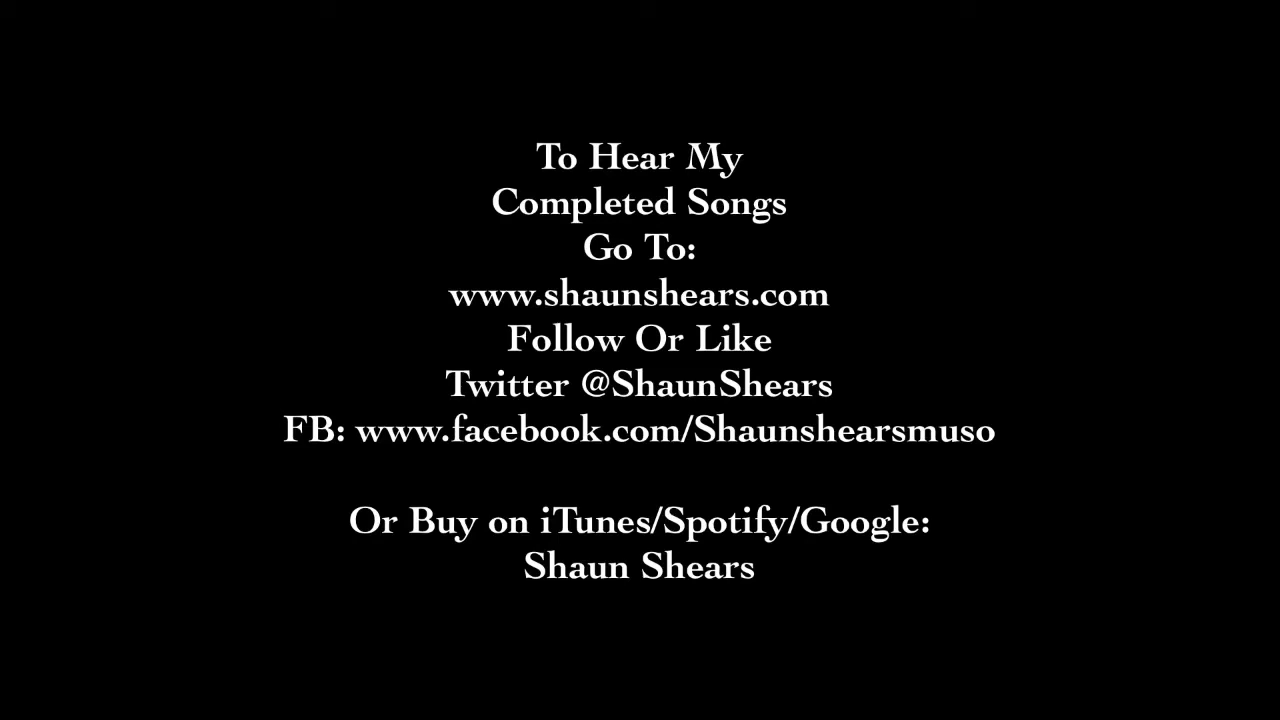 To Hear My
Completed Songs
Go To:
www.shaunshears.com
Follow Or Like
Twitter @ShaunShears
FB: www.facebook.com/Shaunshearsmuso
Or Buy on iTunes/Spotify/Google:
Shaun Shears